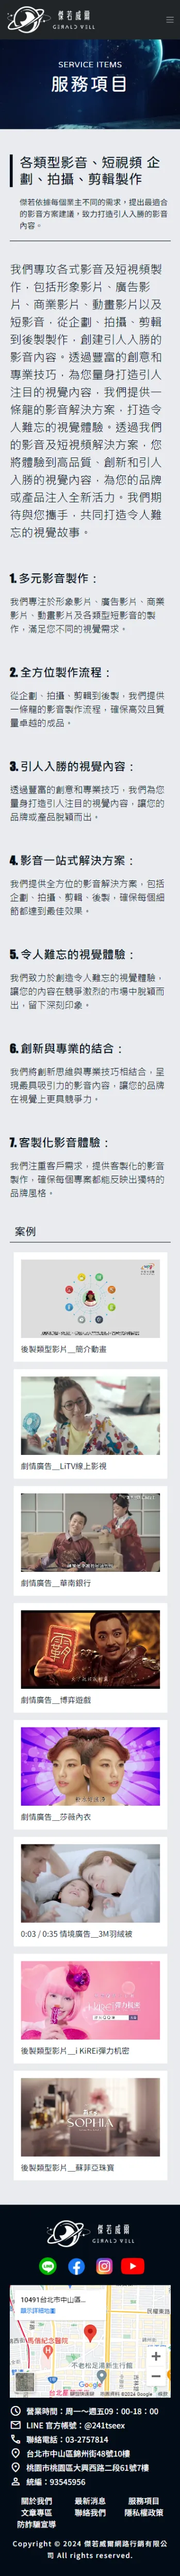 傑若威爾
GERALD WELL
SERVICE ITEMS
服務項目
各類型影音、短視頻 企
劃、拍攝、剪輯製作
傑若依據每個業主不同的需求，提出最適合
的影音方案建議，致力打造引人入勝的影音
內容。
我們專攻各式影音及短視頻製
作，包括形象影片、廣告影
片、商業影片、動畫影片以及
短影音，從企劃、拍攝、剪輯
到後製製作，創建引人入勝的
影音內容。透過豐富的創意和
專業技巧，為您量身打造引人
注目的視覺內容，我們提供一
條龍的影音解決方案，打造令
人難忘的視覺體驗。透過我們
的影音及短視頻解決方案，您
將體驗到高品質、創新和引人
入勝的視覺內容，為您的品牌
或產品注入全新活力。我們期
待與您攜手，共同打造令人難
忘的視覺故事。
1. 多元影音製作：
我們專注於形象影片、廣告影片、商業
影片、動畫影片及各類型短影音的製
作，滿足您不同的視覺需求。
2. 全方位製作流程：
從企劃、拍攝、剪輯到後製，我們提供
一條龍的影音製作流程，確保高效且質
量卓越的成品。
3. 引人入勝的視覺內容：
透過豐富的創意和專業技巧，我們為您
量身打造引人注目的視覺內容，讓您的
品牌或產品脫穎而出。
4. 影音一站式解決方案：
我們提供全方位的影音解決方案，包括
企劃、拍攝、剪輯、後製，確保每個細
節都達到最佳效果。
5. 令人難忘的視覺體驗：
我們致力於創造令人難忘的視覺體驗，
讓您的內容在競爭激烈的市場中脫穎而
出，留下深刻印象。
6. 創新與專業的結合：
我們將創新思維與專業技巧相結合，呈
現最具吸引力的影音內容，讓您的品牌
在視覺上更具競爭力。
7. 客製化影音體驗：
我們注重客戶需求，提供客製化的影音
製作，確保每個專案都能反映出獨特的
品牌風格。
案例
後製類型影片＿簡介動畫
劇情廣告＿LiTV線上影視
劇情廣告＿華南銀行
劇情廣告＿博弈遊戲
劇情廣告＿莎薇內衣
0:03 / 0:35 情境廣告＿3M羽絨被
後製類型影片＿i KiREi彈力机密
SOPHIA
後製類型影片＿蘇菲亞珠寶
傑若威爾
GERALD WELL
10491台北市中山區...
顯示詳細地圖
民權東路
馬偕紀念醫院
不老松足湯新生行館
Google
地圖資料 ©2024 Google
營業時間：周一～週五09：00-18：00
LINE 官方帳號：@241tseex
聯絡電話：03-2757814
台北市中山區錦州街48號10樓
桃園市桃園區大興西路二段61號7樓
統編：93545956
關於我們
最新消息
服務項目
文章專區
聯絡我們
隱私權政策
防詐騙宣導
Copyright © 2024 傑若威爾網路行銷有限公
司 All rights reserved.